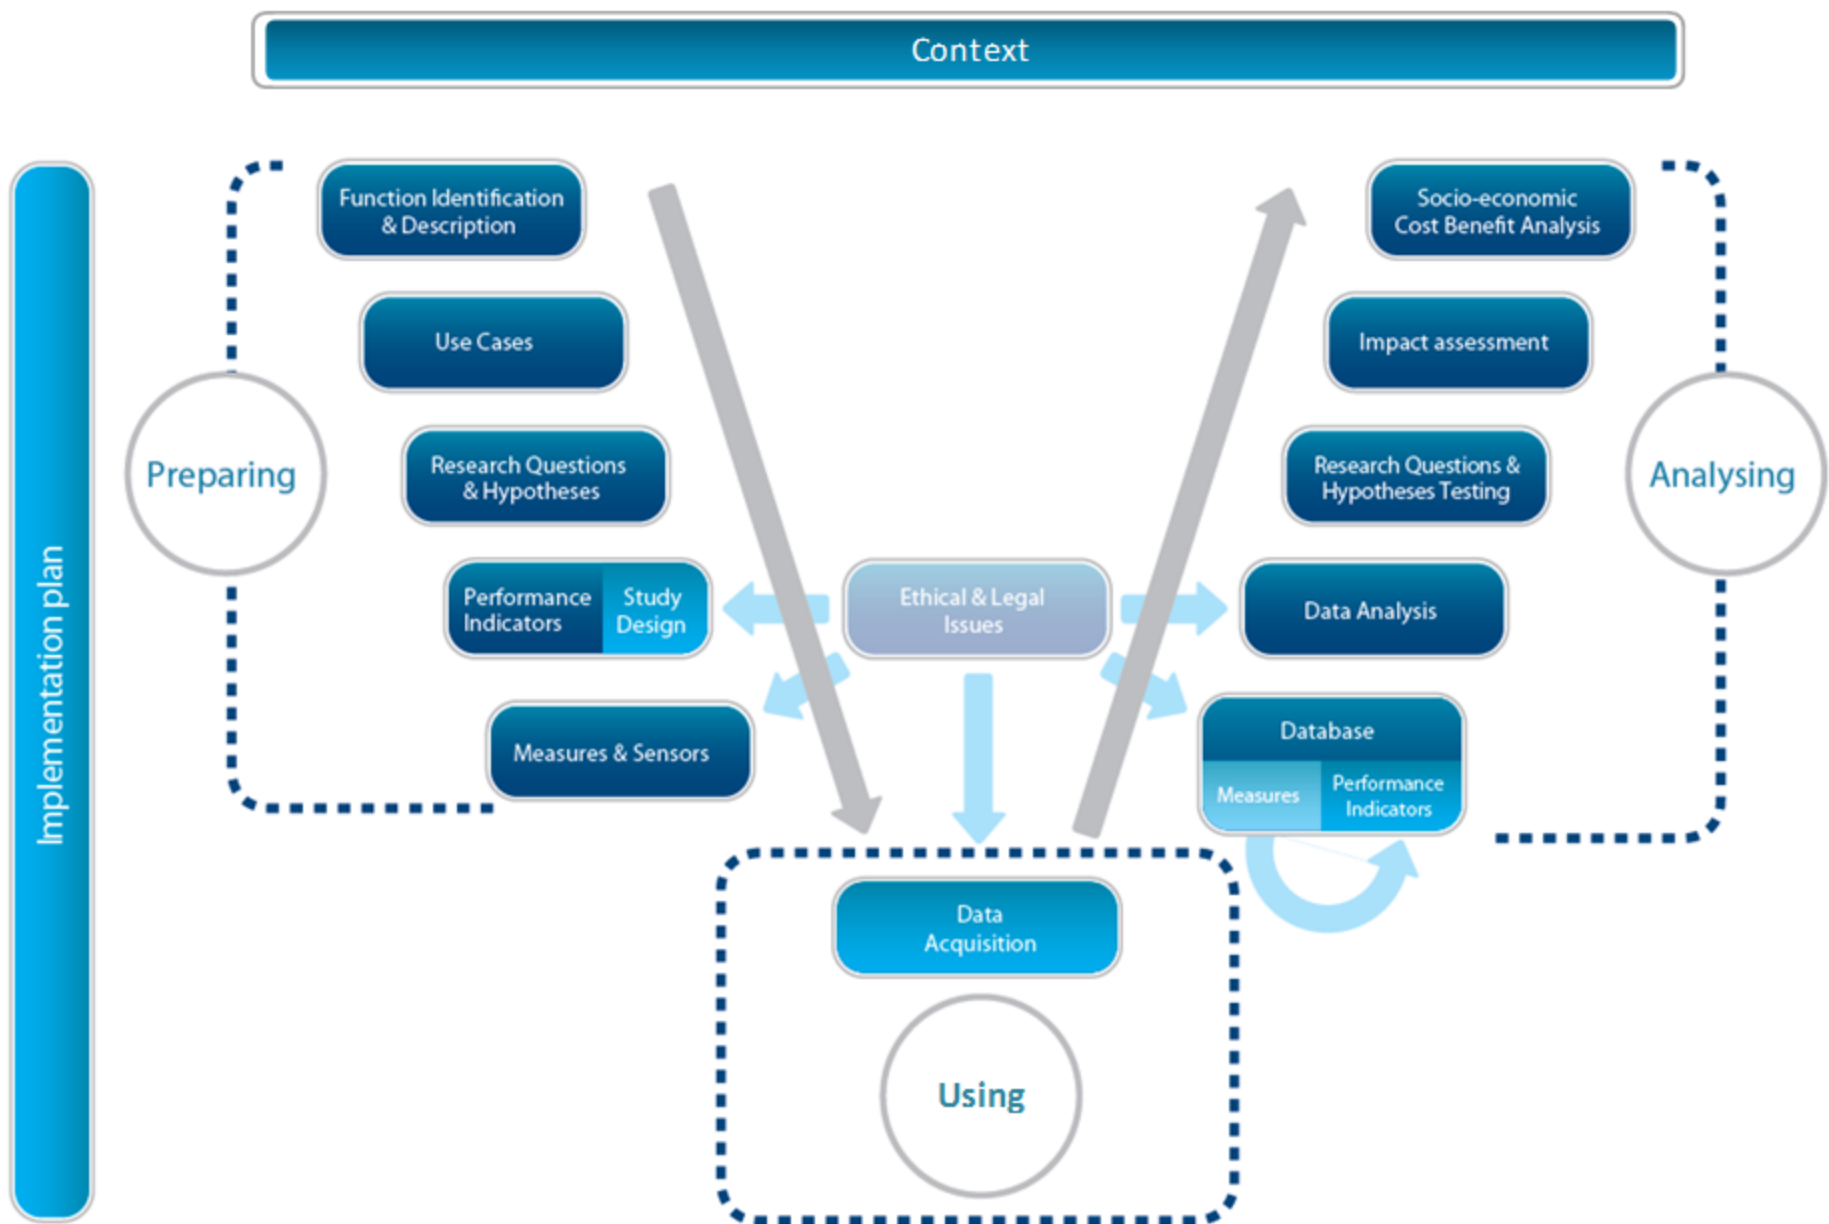 Context
Implementation plan
Preparing
Function Identification
& Description
Use Cases
Research Questions
& Hypotheses
Performance
Indicators
Study
Design
Measures & Sensors
Ethical & Legal
Issues
Data
Acquisition
Using
Socio-economic
Cost Benefit Analysis
Impact assessment
Research Questions &
Hypotheses Testing
Data Analysis
Database
Measures
Performance
Indicators
Analysing